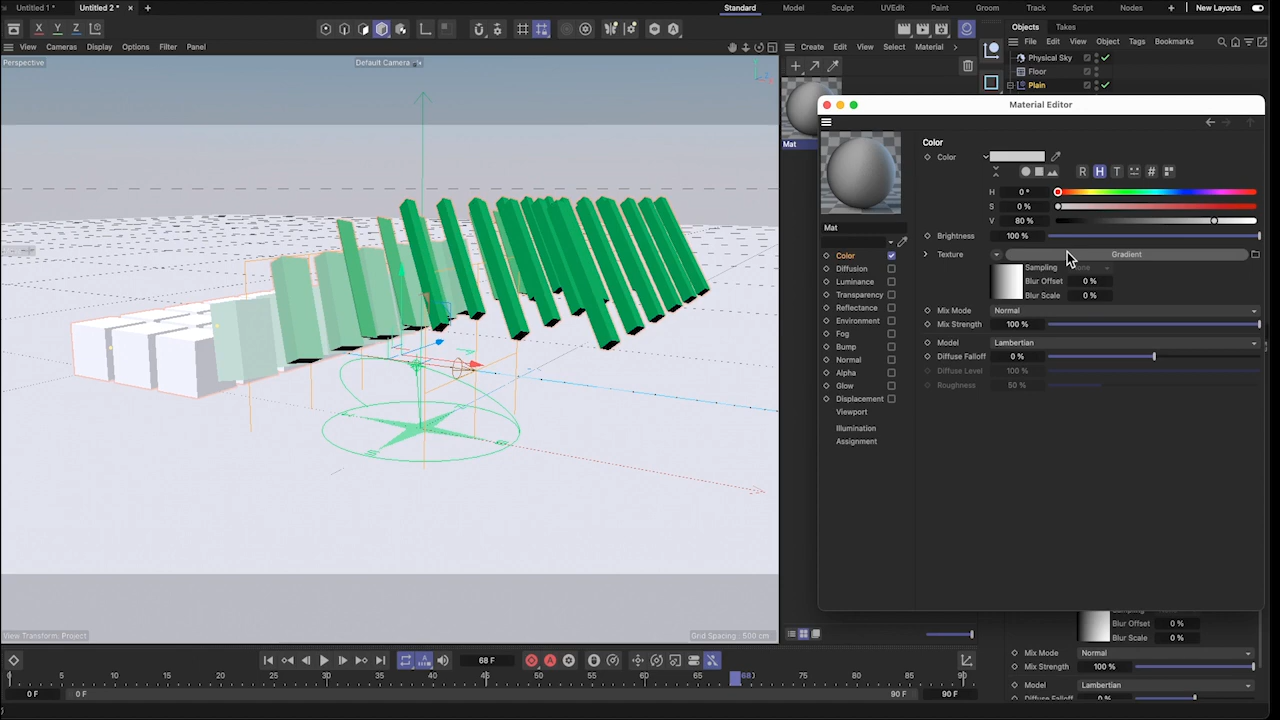 Untitled 1 *
Untitled 2 *
Standard
Model
Sculpt
UVEdit
Paint
Groom
Track
Script
Nodes
New Layouts
X
Y
Z
Objects
Takes
View
Cameras
Display
Options
Filter
Panel
Create
Edit
View
Select
Material
File
Edit
View
Object
Tags
Bookmarks
Perspective
Default Camera
Physical Sky
Floor
Plain
Mat
Material Editor
Mat
Color
Color
R
H
T
#
H
0 °
S
0 %
V
80 %
Brightness
100 %
Texture
Gradient
Sampling
None
Blur Offset
0 %
Blur Scale
0 %
Mix Mode
Normal
Mix Strength
100 %
Model
Lambertian
Diffuse Falloff
0 %
Diffuse Level
100 %
Roughness
50 %
Color
Diffusion
Luminance
Transparency
Reflectance
Environment
Fog
Bump
Normal
Alpha
Glow
Displacement
Viewport
Illumination
Assignment
View Transform: Project
Grid Spacing : 500 cm
Sampling
Blur Offset
0 %
Blur Scale
0 %
Mix Mode
Normal
Mix Strength
100 %
Model
Lambertian
Diffuse Falloff
0 %
68 F
0
5
10
15
20
25
30
35
40
45
50
55
60
68
75
80
85
90
0 F
0 F
90 F
90 F